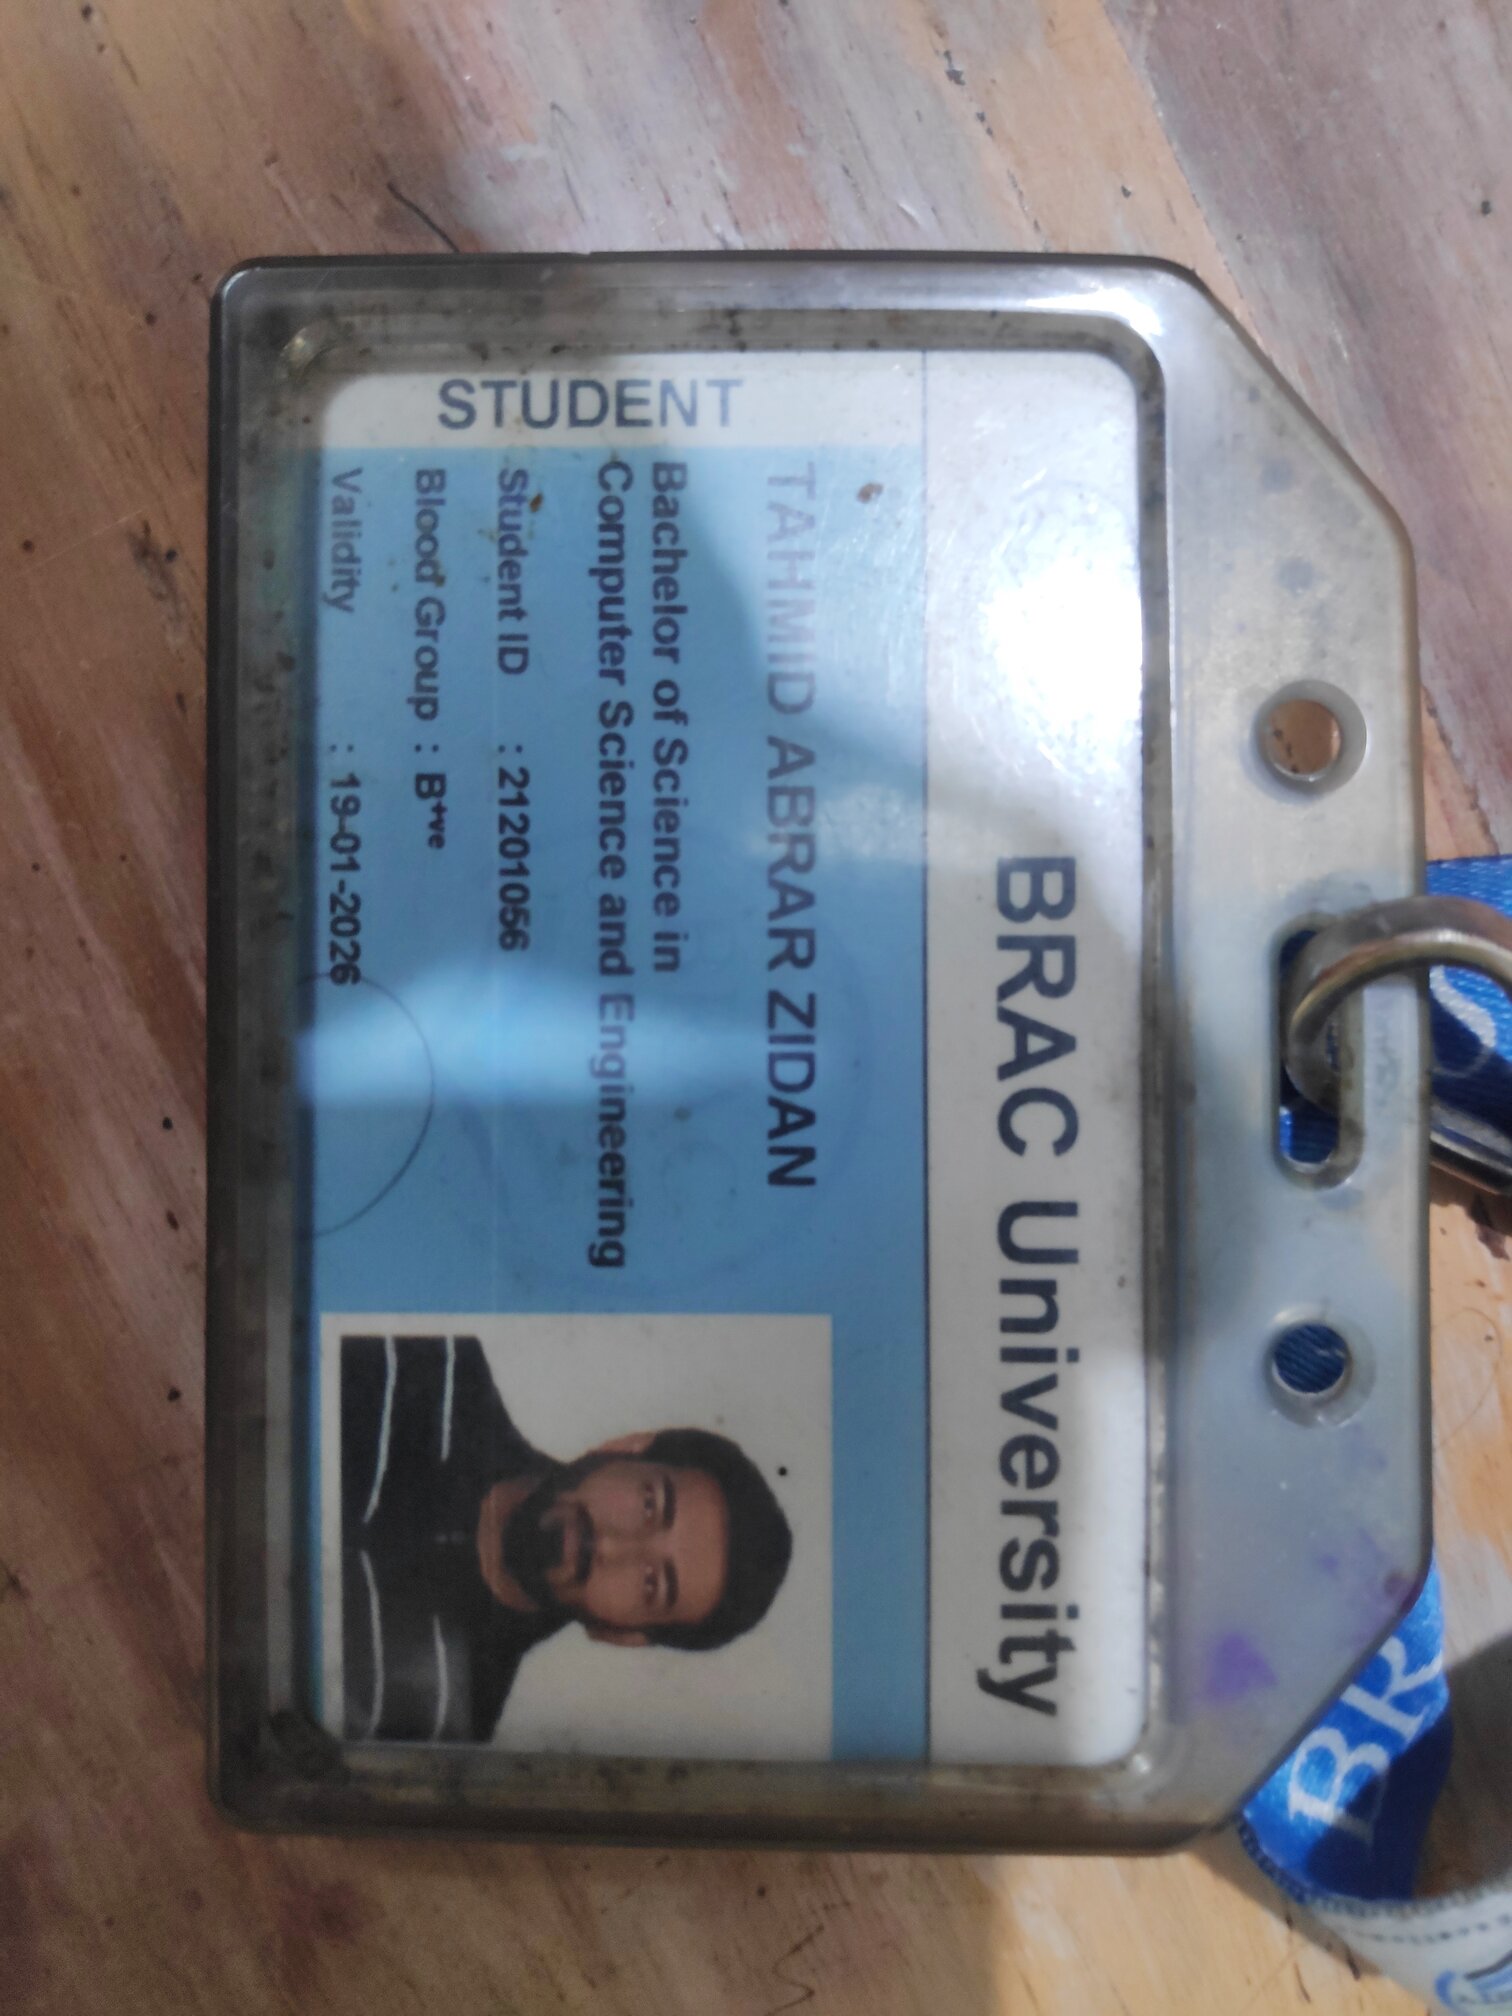 BRAC University
STUDENT
TAHMID ABRAR ZIDAN
Bachelor of Science in
Computer Science and Engineering
Student ID : 21201056
Blood Group : B+ve
Validity : 19-01-2026
BR